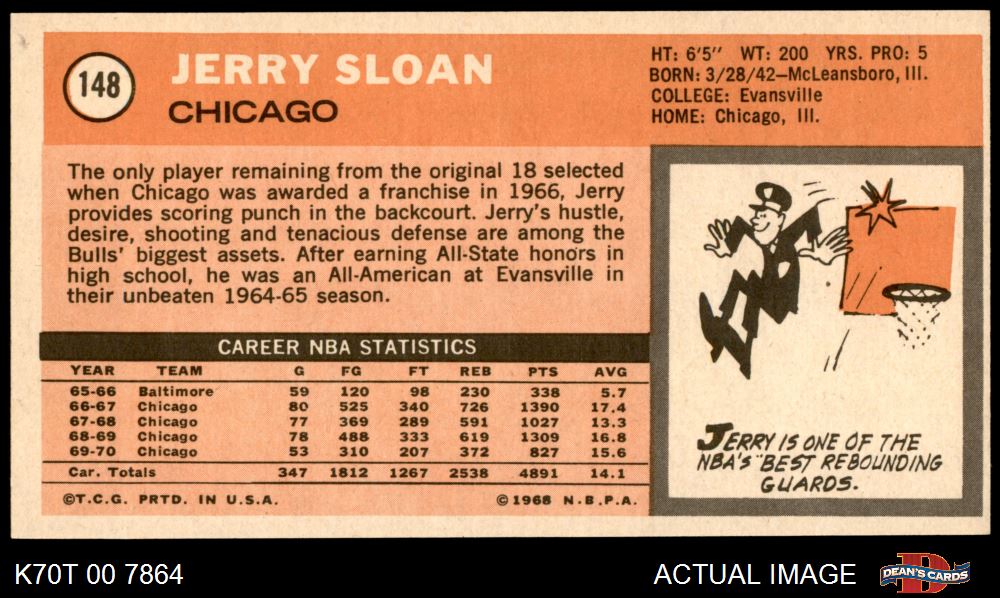 148
JERRY SLOAN
CHICAGO
HT: 6'5" WT: 200 YRS. PRO: 5
BORN: 3/28/42—McLeansboro, Ill.
COLLEGE: Evansville
HOME: Chicago, Ill.
The only player remaining from the original 18 selected
when Chicago was awarded a franchise in 1966, Jerry
provides scoring punch in the backcourt. Jerry's hustle,
desire, shooting and tenacious defense are among the
Bulls' biggest assets. After earning All-State honors in
high school, he was an All-American at Evansville in
their unbeaten 1964-65 season.
CAREER NBA STATISTICS
YEAR TEAM G FG FT REB PTS AVG
65-66 Baltimore 59 120 98 230 338 5.7
66-67 Chicago 80 525 340 726 1390 17.4
67-68 Chicago 77 369 289 591 1027 13.3
68-69 Chicago 78 488 333 619 1309 16.8
69-70 Chicago 53 310 207 372 827 15.6
Car. Totals 347 1812 1267 2538 4891 14.1
©T.C.G. PRTD. IN U.S.A. ©1968 N.B.P.A.
JERRY IS ONE OF THE
NBA'S "BEST REBOUNDING
GUARDS.
K70T 00 7864
ACTUAL IMAGE
D
DEAN'S CARDS